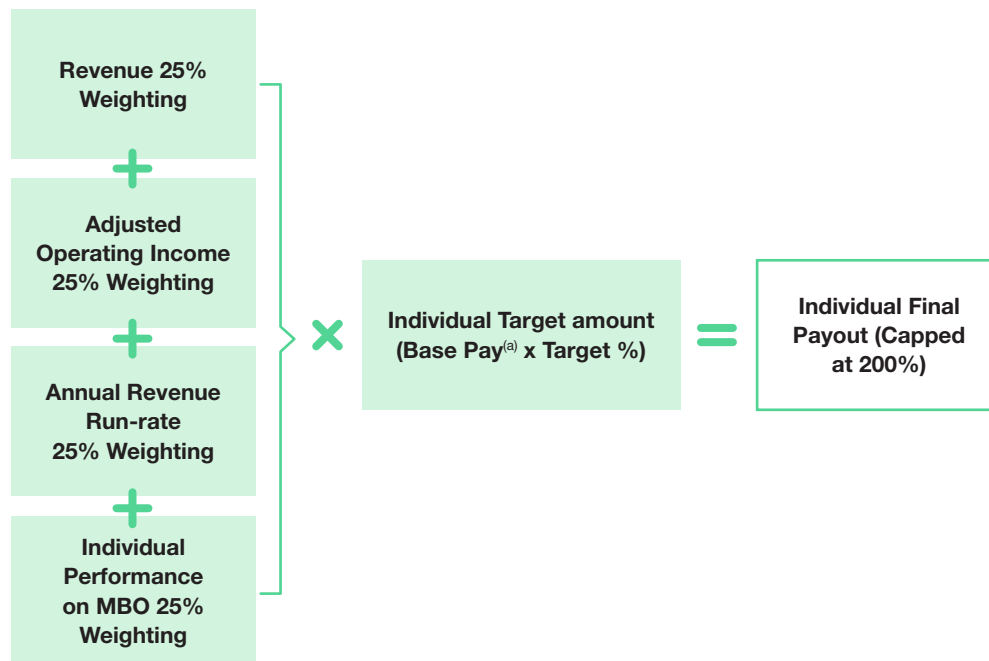 Revenue 25%
Weighting
+
Adjusted
Operating Income
25% Weighting
+
Annual Revenue
Run-rate
25% Weighting
+
Individual
Performance
on MBO 25%
Weighting
×
Individual Target amount
(Base Pay(a) x Target %)
=
Individual Final
Payout (Capped
at 200%)